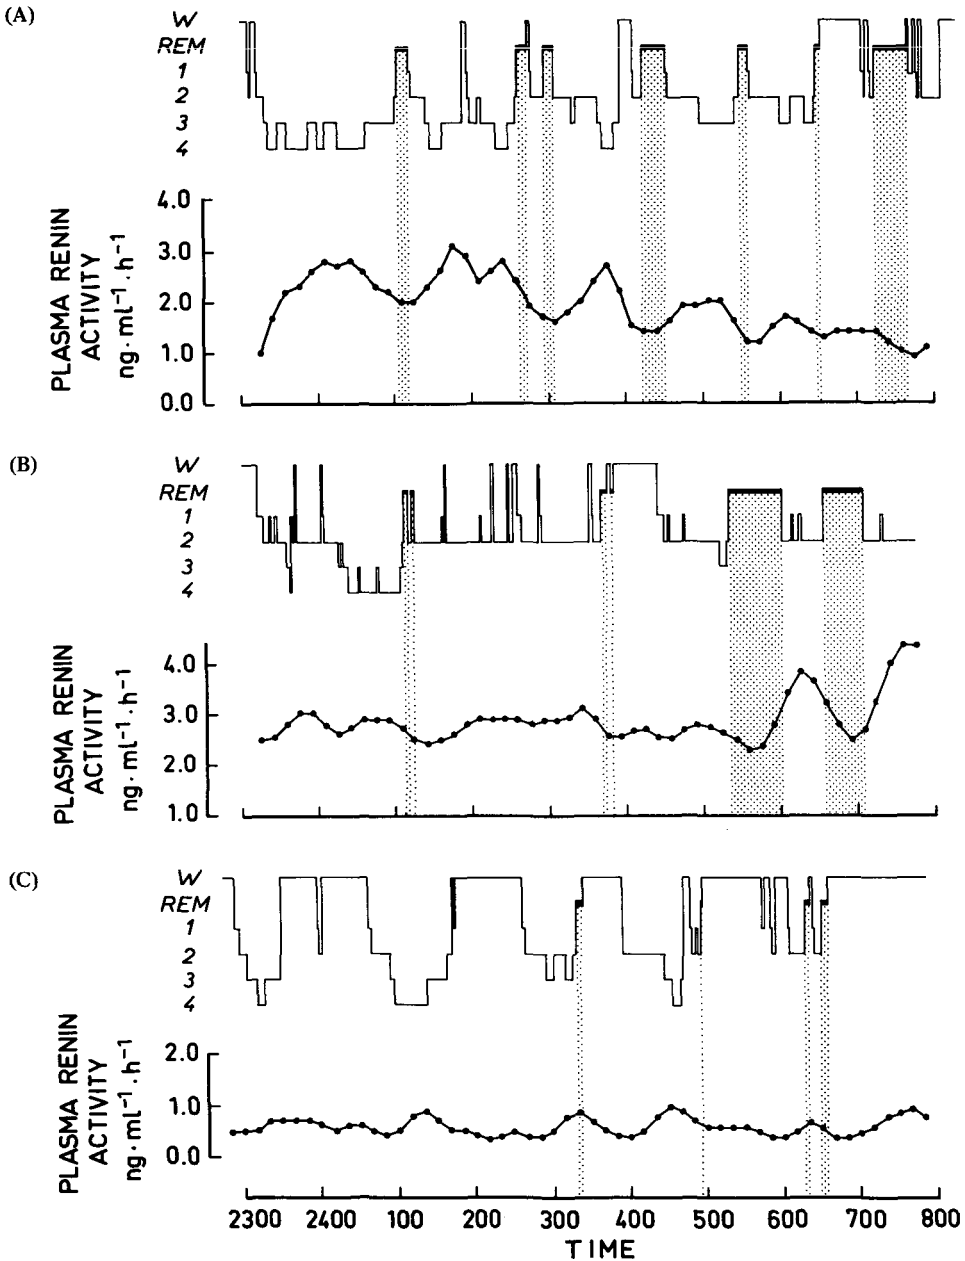 (A)
W
REM
1
2
3
4
PLASMA RENIN
ACTIVITY
ng·ml⁻¹·h⁻¹
4.0
3.0
2.0
1.0
0.0
(B)
W
REM
1
2
3
4
PLASMA RENIN
ACTIVITY
ng·ml⁻¹·h⁻¹
4.0
3.0
2.0
1.0
(C)
W
REM
1
2
3
4
PLASMA RENIN
ACTIVITY
ng·ml⁻¹·h⁻¹
2.0
1.0
0.0
2300 2400 100 200 300 400 500 600 700 800
TIME